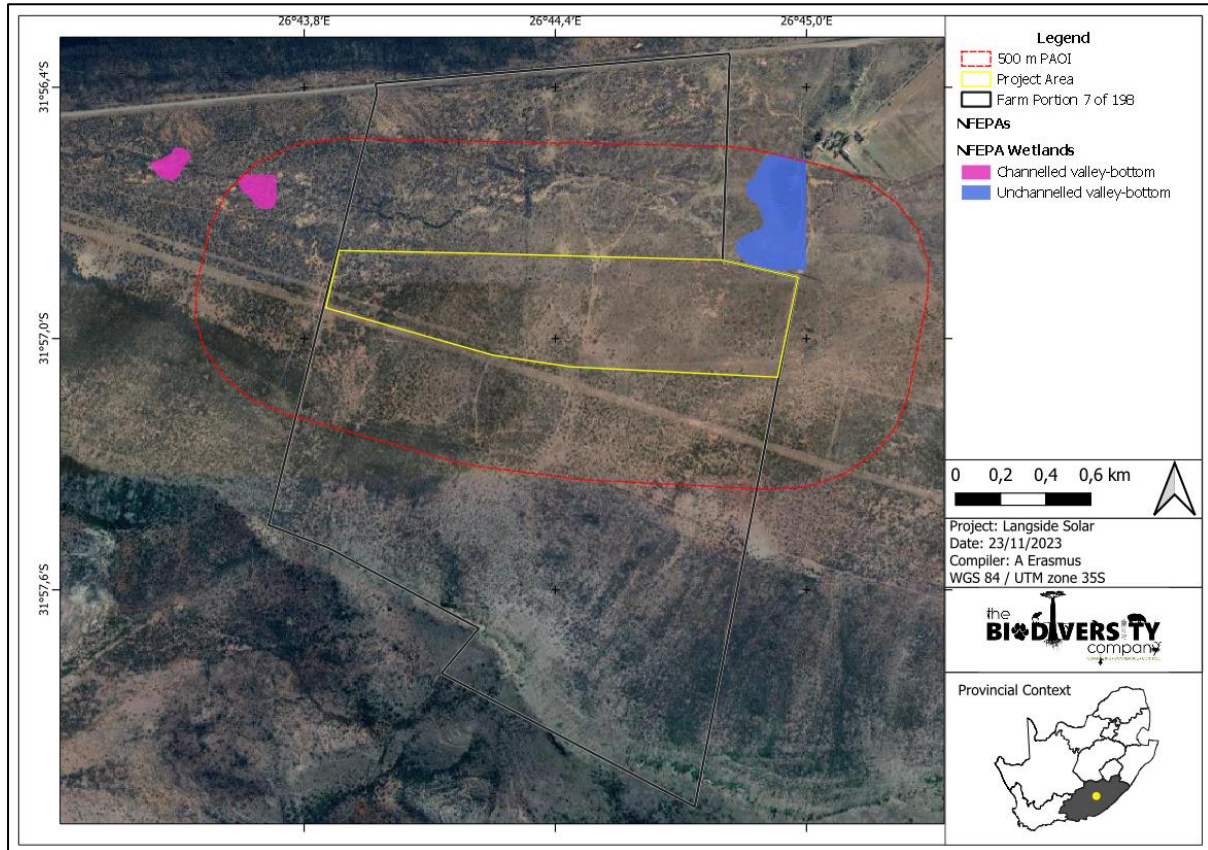 26°43,8'E
26°44,4'E
26°45,0'E
31°56,4'S
31°57,0'S
31°57,6'S
Legend
500 m PAOI
Project Area
Farm Portion 7 of 198
NFEPAs
NFEPA Wetlands
Channelled valley-bottom
Unchannelled valley-bottom
0 0,2 0,4 0,6 km
Project: Langside Solar
Date: 23/11/2023
Compiler: A Erasmus
WGS 84 / UTM zone 35S
the
BIODIVERSITY
company
Provincial Context